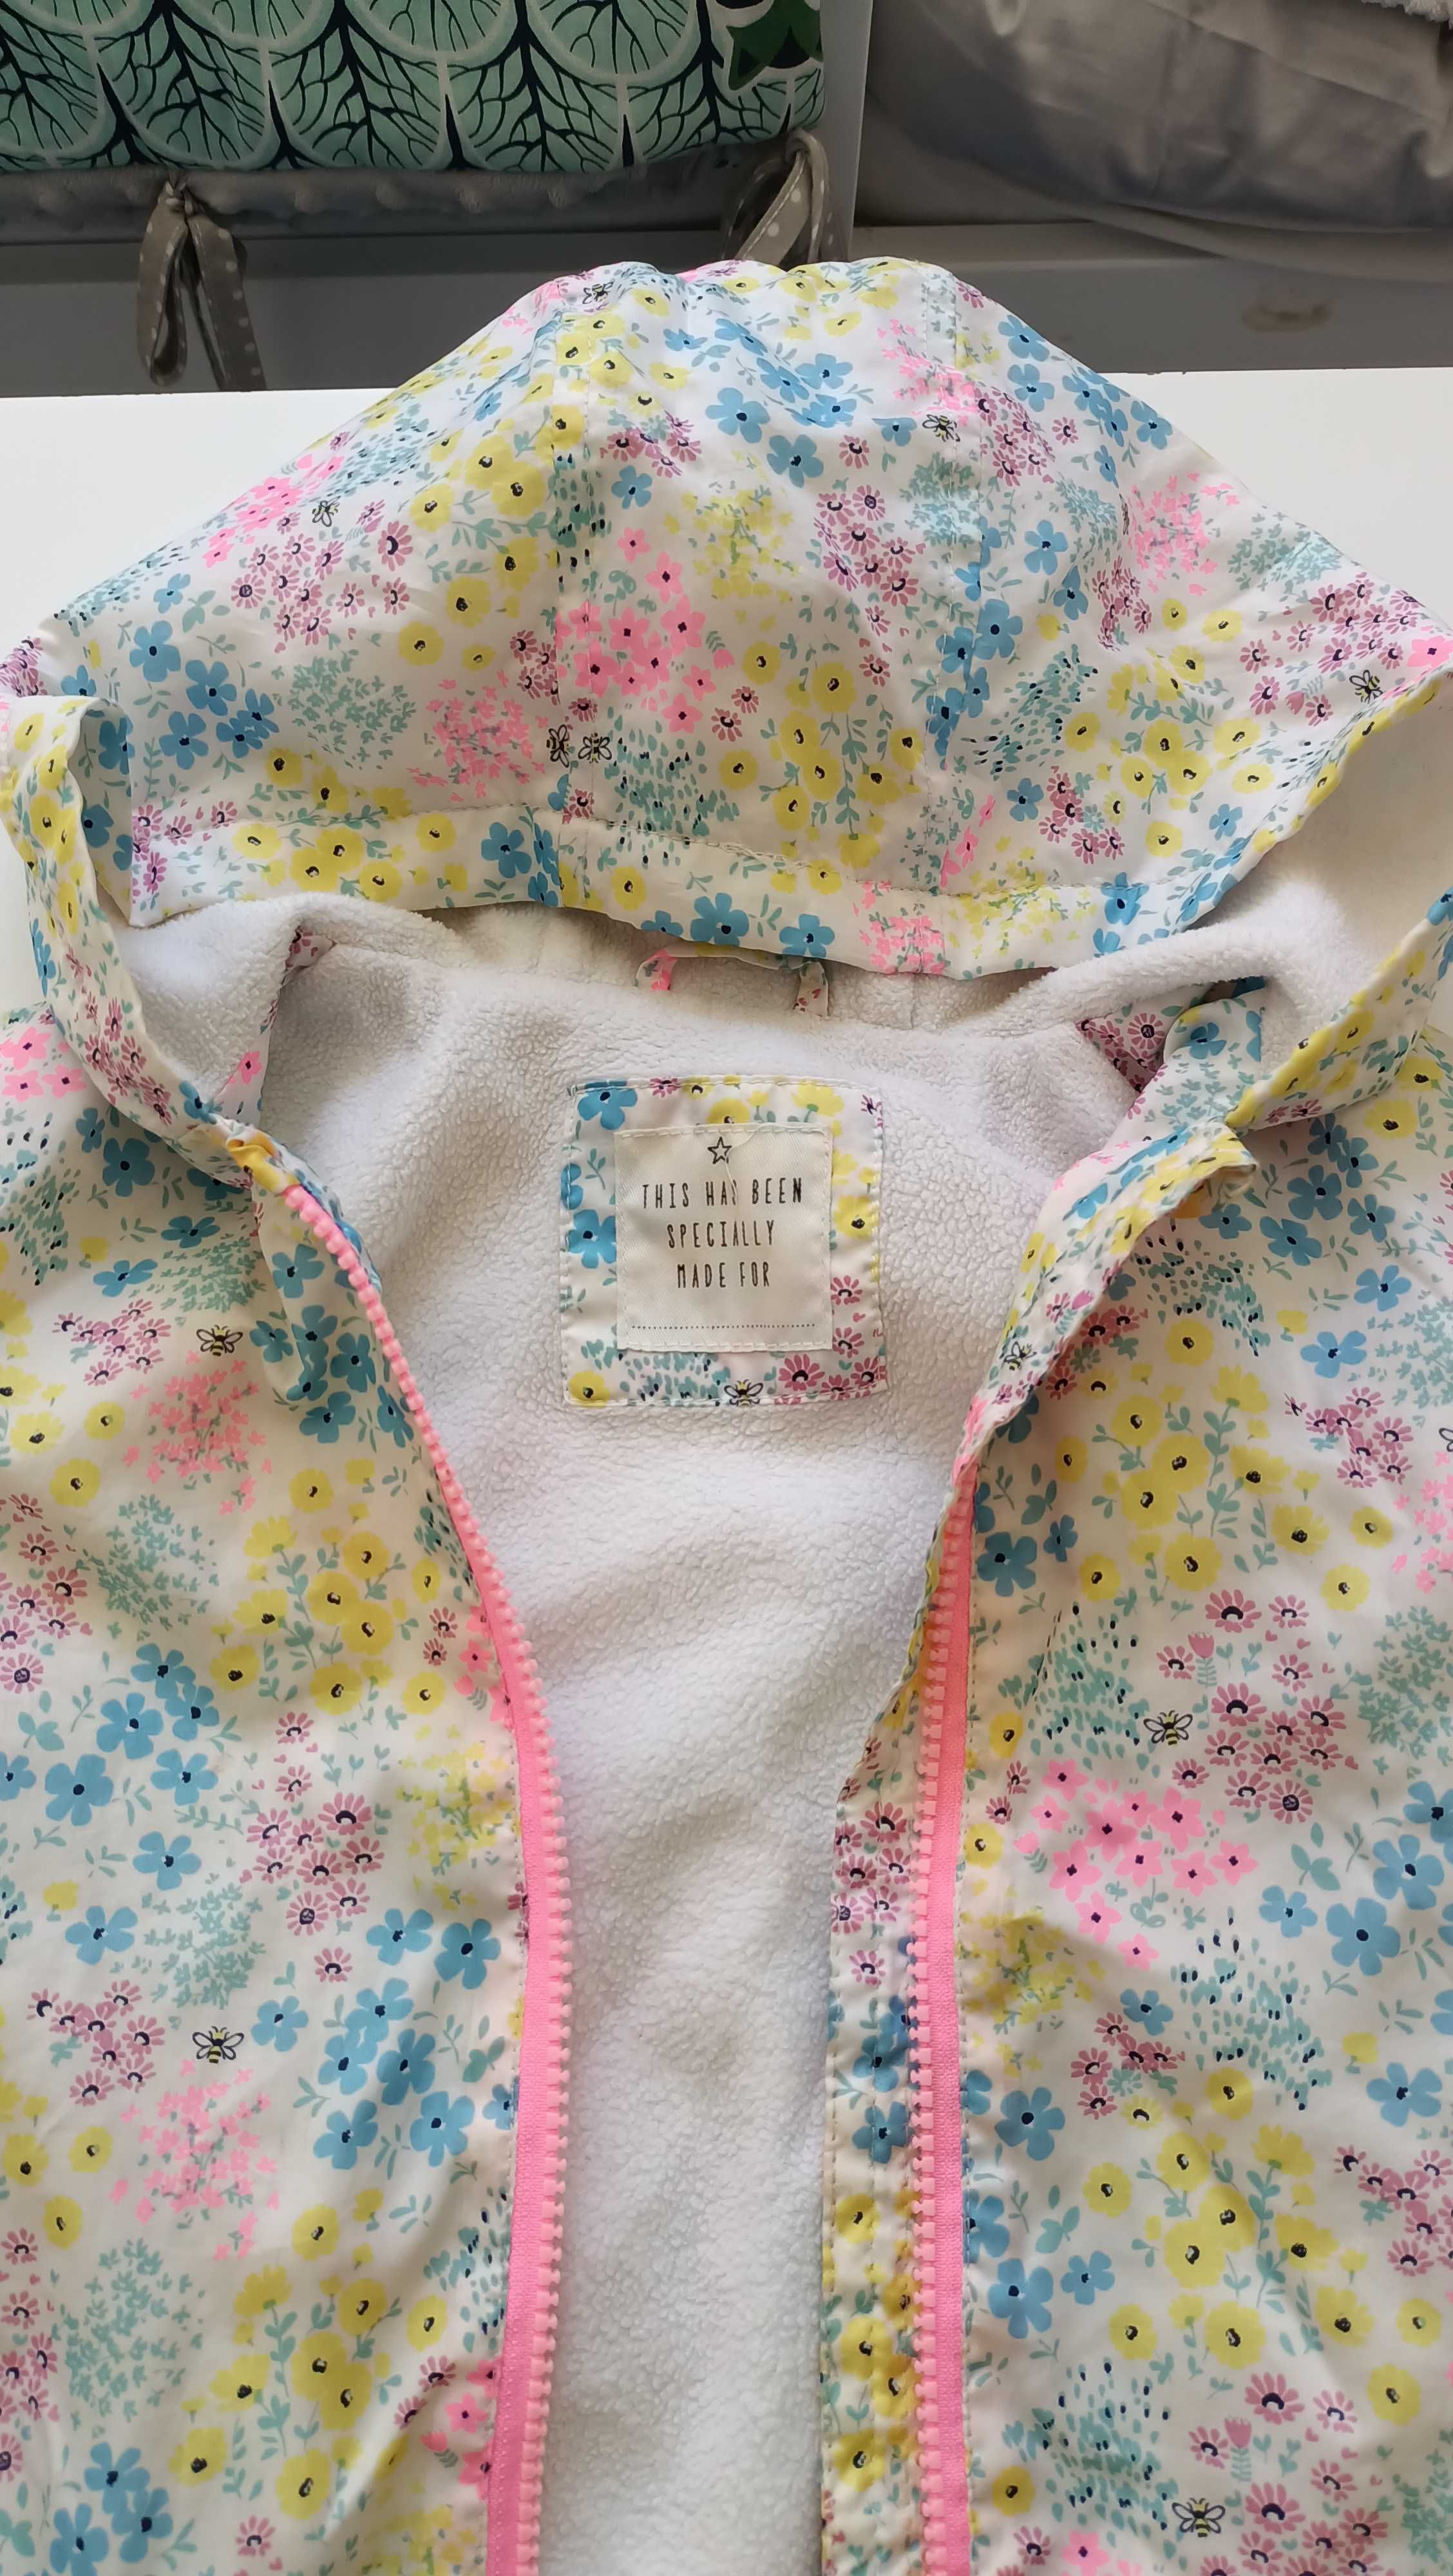 THIS HAS BEEN
SPECIALLY
MADE FOR